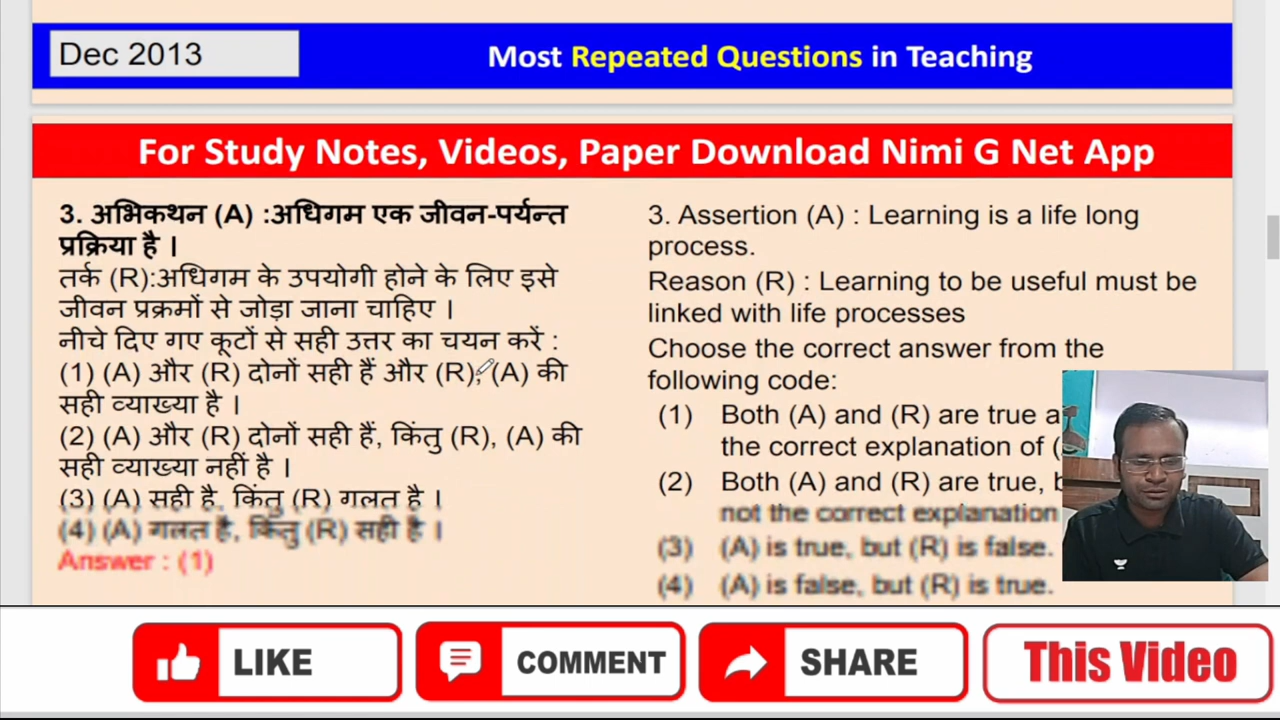 Dec 2013
Most Repeated Questions in Teaching
For Study Notes, Videos, Paper Download Nimi G Net App
3. अभिकथन (A) :अधिगम एक जीवन-पर्यन्त
प्रक्रिया है ।
तर्क (R):अधिगम के उपयोगी होने के लिए इसे
जीवन प्रक्रमों से जोड़ा जाना चाहिए ।
नीचे दिए गए कूटों से सही उत्तर का चयन करें :
(1) (A) और (R) दोनों सही हैं और (R), (A) की
सही व्याख्या है ।
(2) (A) और (R) दोनों सही हैं, किंतु (R), (A) की
सही व्याख्या नहीं है ।
(3) (A) सही है, किंतु (R) गलत है ।
(4) (A) गलत है, किंतु (R) सही है ।
Answer : (1)
3. Assertion (A) : Learning is a life long
process.
Reason (R) : Learning to be useful must be
linked with life processes
Choose the correct answer from the
following code:
(1) Both (A) and (R) are true
the correct explanation of
(2) Both (A) and (R) are true,
not the correct explanation
(3) (A) is true, but (R) is false.
(4) (A) is false, but (R) is true.
LIKE
COMMENT
SHARE
This Video